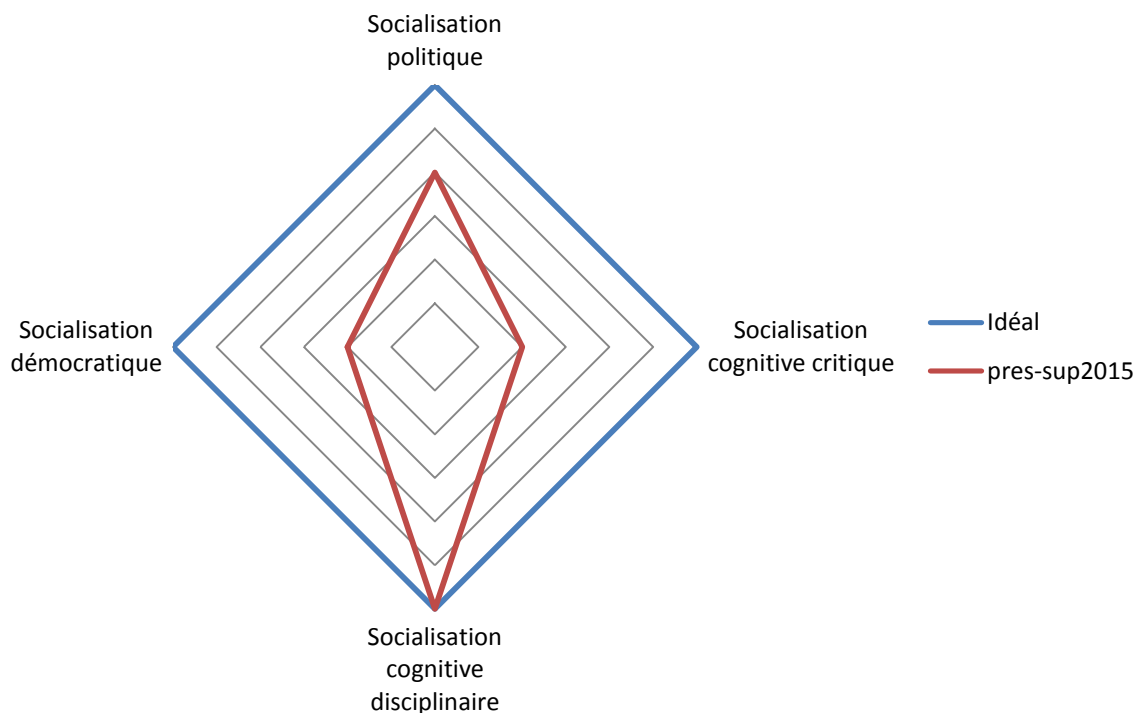 Socialisation
politique
Socialisation
démocratique
Socialisation
cognitive critique
Idéal
pres-sup2015
Socialisation
cognitive
disciplinaire